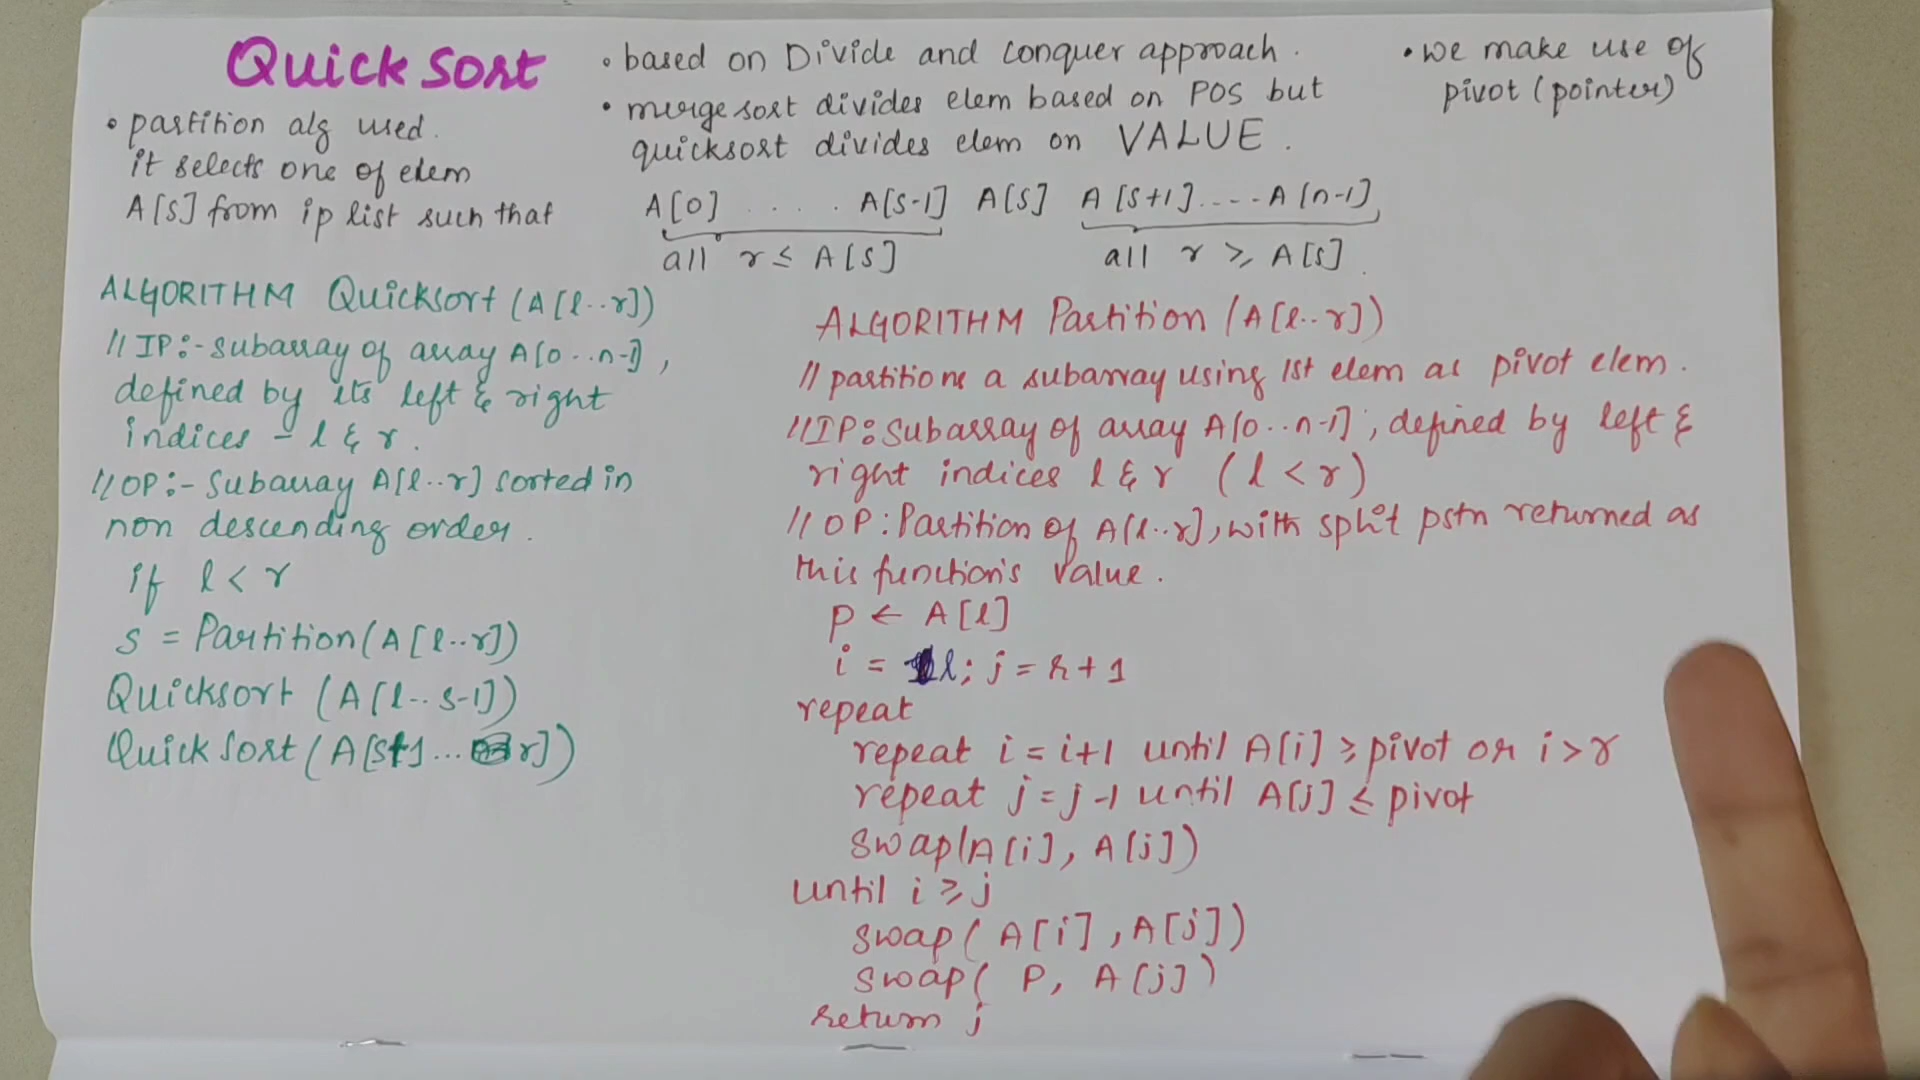 Quick Sort
• partition alg used.
it selects one of elem
A[S] from ip list such that
• based on Divide and conquer approach.
• merge sort divides elem based on POS but
quicksort divides elem on VALUE.
• we make use of
pivot (pointer)
A[0] .... A[S-1] A[S] A[S+1].---A[n-1]
all r ≤ A[S] all r ≥ A[S]
ALGORITHM Quicksort (A[l..r])
// IP:- subarray of array A[0..n-1],
defined by its left & right
indices - l & r.
// OP:- Subarray A[l..r] sorted in
non descending order.
if l < r
s = Partition(A[l..r])
Quicksort (A[l..s-1])
Quick Sort (A[s+1... r])
ALGORITHM Partition (A[l..r])
// partitions a subarray using 1st elem as pivot elem.
// IP: Subarray of array A[0..n-1], defined by left &
right indices l & r (l < r)
// OP: Partition of A[l..r], with split pstn returned as
this function's value.
P ← A[l]
i = l; j = r+1
repeat
repeat i = i+1 until A[i] ≥ pivot or i > r
repeat j = j-1 until A[j] ≤ pivot
swap(A[i], A[j])
until i ≥ j
swap( A[i], A[j])
swap( P, A[j])
return j